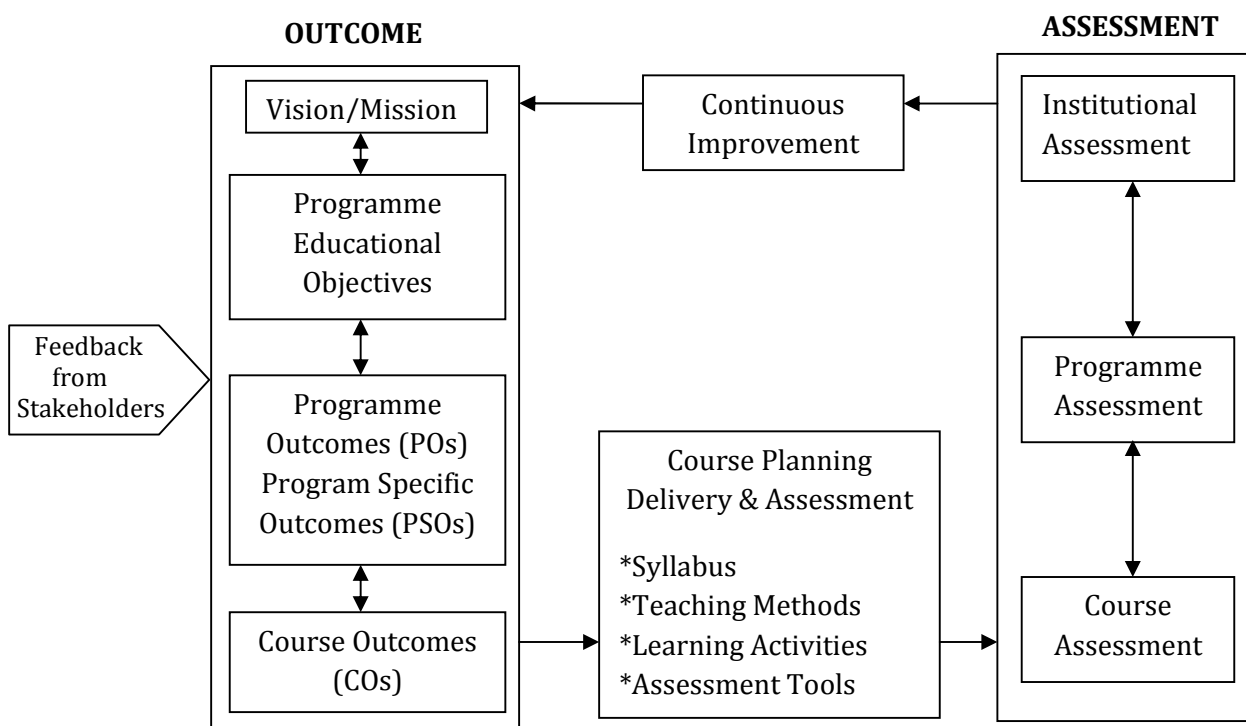 OUTCOME
ASSESSMENT
Vision/Mission
Programme
Educational
Objectives
Programme
Outcomes (POs)
Program Specific
Outcomes (PSOs)
Course Outcomes
(COs)
Feedback
from
Stakeholders
Continuous
Improvement
Course Planning
Delivery & Assessment
*Syllabus
*Teaching Methods
*Learning Activities
*Assessment Tools
Institutional
Assessment
Programme
Assessment
Course
Assessment